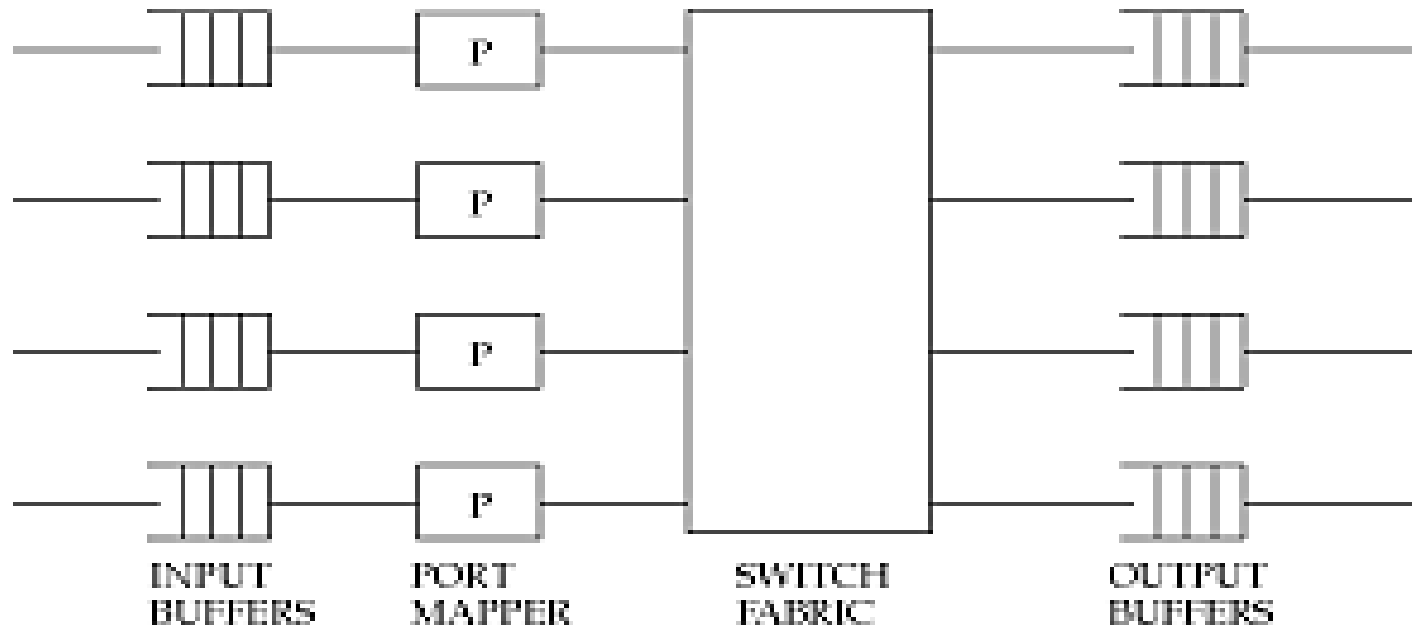 P
P
P
P
INPUT
BUFFERS
PORT
MAPPER
SWITCH
FABRIC
OUTPUT
BUFFERS